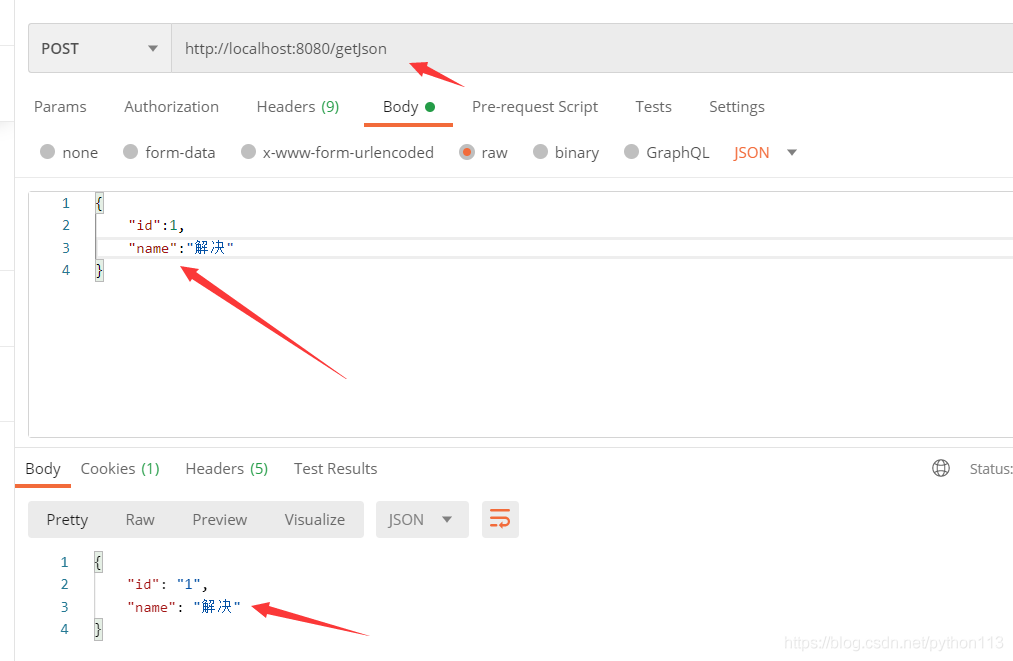 POST http://localhost:8080/getJson
Params Authorization Headers (9) Body Pre-request Script Tests Settings
none form-data x-www-form-urlencoded raw binary GraphQL JSON
1 {
2 "id":1,
3 "name":"解决"
4 }
Body Cookies (1) Headers (5) Test Results Status:
Pretty Raw Preview Visualize JSON
1 {
2 "id": "1",
3 "name": "解决"
4 }
https://blog.csdn.net/python113